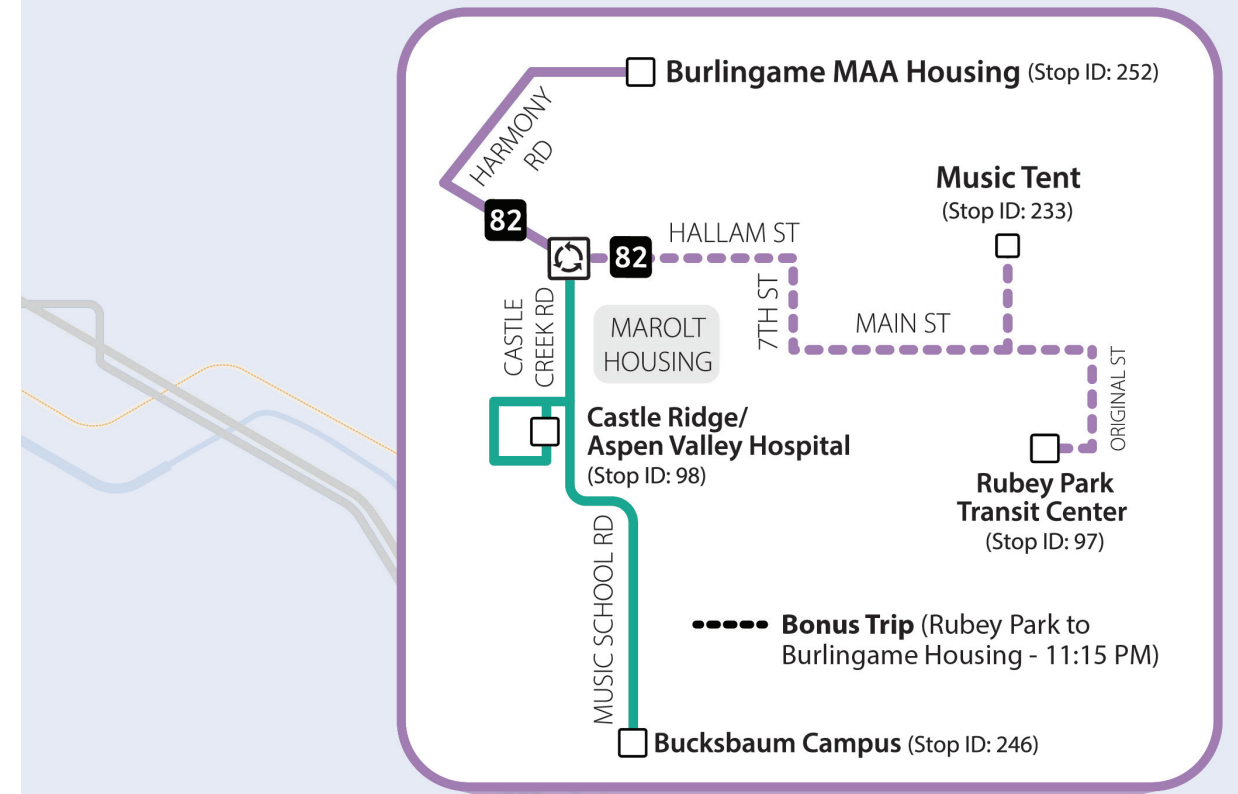 Burlingame MAA Housing (Stop ID: 252)
HARMONY
RD
Music Tent
(Stop ID: 233)
82
HALLAM ST
82
CASTLE
CREEK RD
MAROLT
HOUSING
7TH ST
MAIN ST
ORIGINAL ST
Castle Ridge/
Aspen Valley Hospital
(Stop ID: 98)
Rubey Park
Transit Center
(Stop ID: 97)
MUSIC SCHOOL RD
Bonus Trip (Rubey Park to
Burlingame Housing - 11:15 PM)
Bucksbaum Campus (Stop ID: 246)